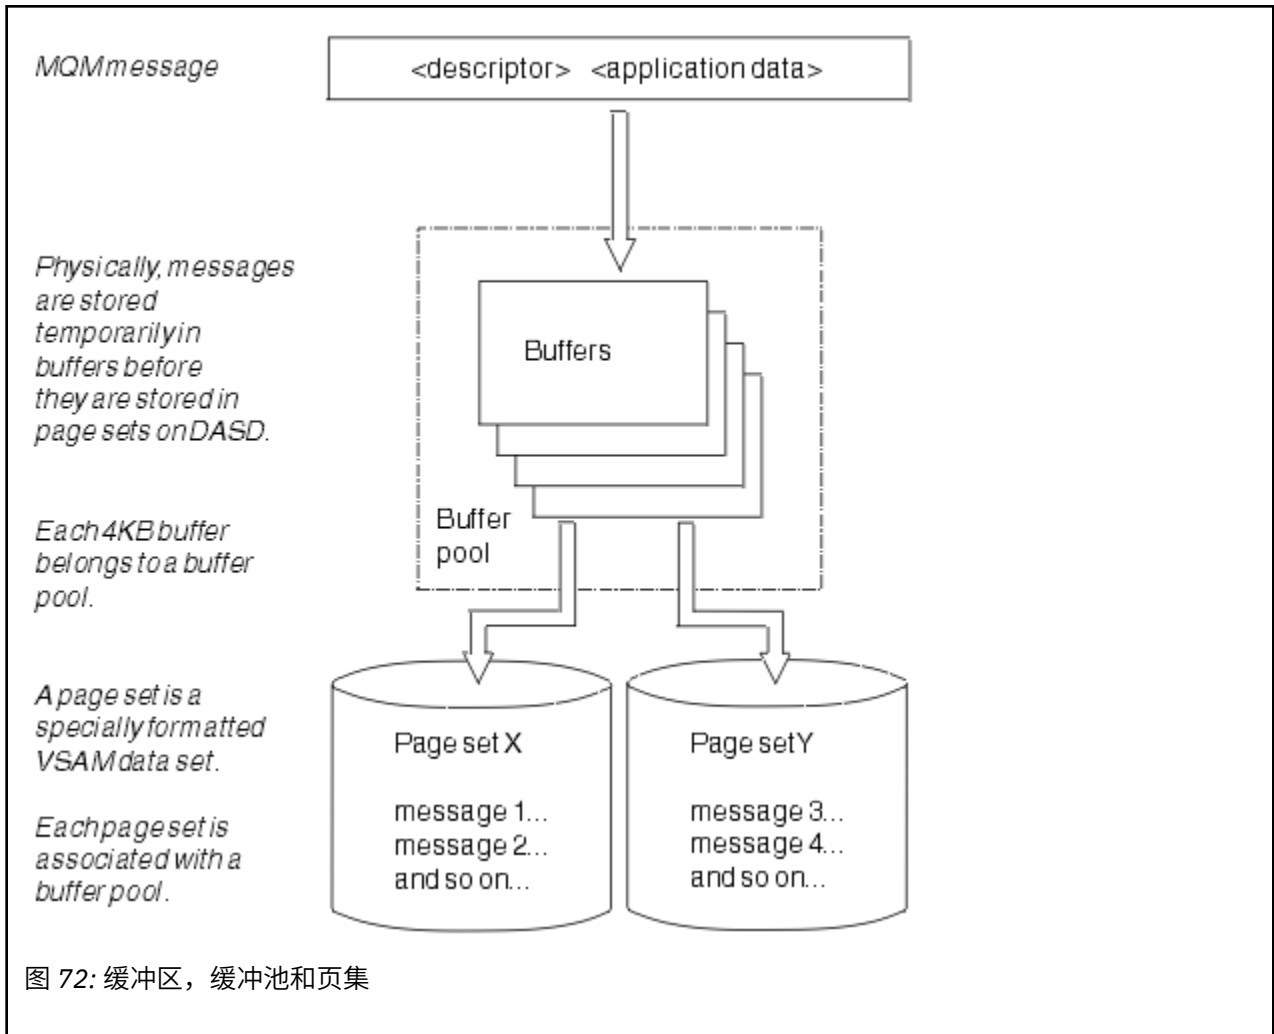 MQM message
<descriptor> <application data>
Physically, messages
are stored
temporarily in
buffers before
they are stored in
page sets on DASD.
Buffers
Each 4KB buffer
belongs to a buffer
pool.
Buffer
pool
A page set is a
specially formatted
VSAM data set.
Each page set is
associated with a
buffer pool.
Page set X
message 1...
message 2...
and so on...
Page set Y
message 3...
message 4...
and so on...
图 72: 缓冲区，缓冲池和页集